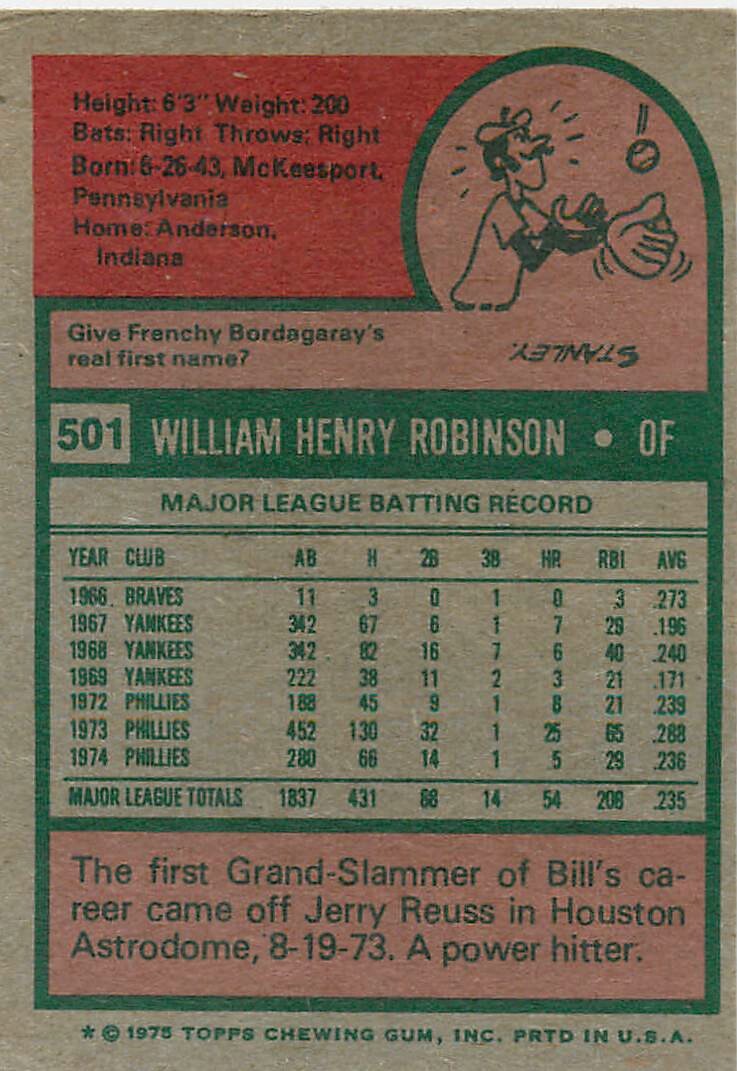 Height: 6'3" Weight: 200
Bats: Right Throws: Right
Born: 6-26-43, McKeesport,
Pennsylvania
Home: Anderson,
Indiana
Give Frenchy Bordagaray's
real first name?
STANLEY.
501 WILLIAM HENRY ROBINSON • OF
MAJOR LEAGUE BATTING RECORD
YEAR CLUB AB H 2B 3B HR RBI AVG
1966. BRAVES 11 3 0 1 0 3 .273
1967 YANKEES 342 67 6 1 7 29 .196
1968 YANKEES 342 82 16 7 6 40 .240
1969 YANKEES 222 38 11 2 3 21 .171
1972 PHILLIES 188 45 9 1 8 21 .239
1973 PHILLIES 452 130 32 1 25 65 .288
1974 PHILLIES 280 66 14 1 5 29 .236
MAJOR LEAGUE TOTALS 1837 431 88 14 54 208 .235
The first Grand-Slammer of Bill's ca-
reer came off Jerry Reuss in Houston
Astrodome, 8-19-73. A power hitter.
* © 1975 TOPPS CHEWING GUM, INC. PRTD IN U.S.A.